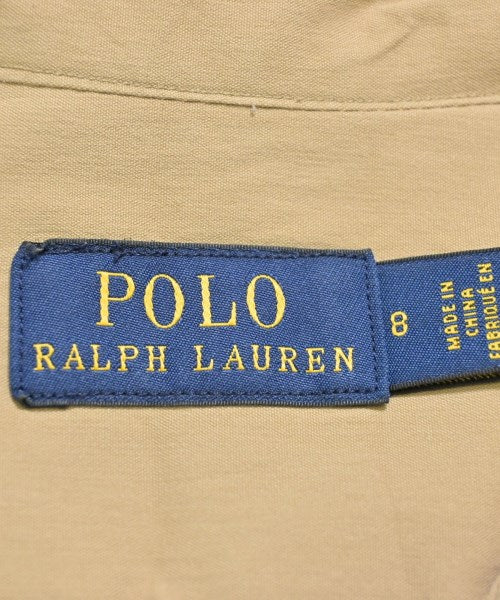 POLO
RALPH LAUREN
8
MADE IN
CHINA
FABRIQUÉ EN